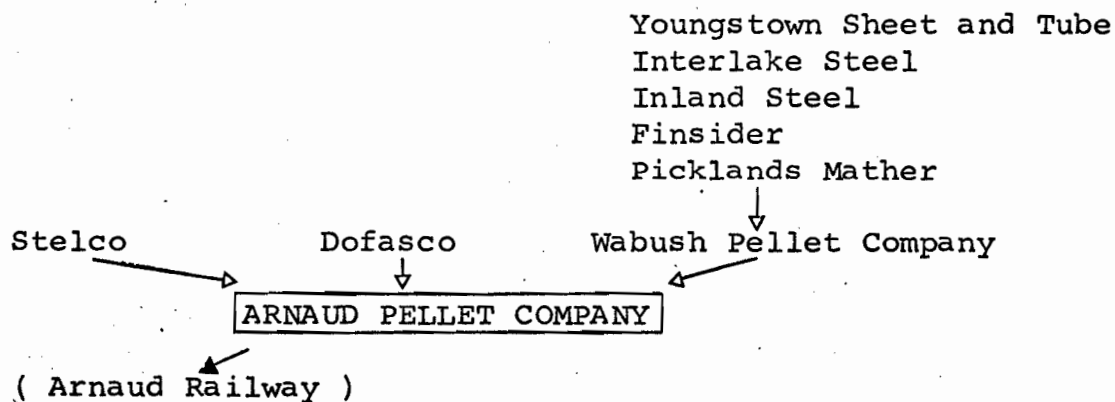 Youngstown Sheet and Tube
Interlake Steel
Inland Steel
Finsider
Picklands Mather
Stelco Dofasco Wabush Pellet Company
ARNAUD PELLET COMPANY
( Arnaud Railway )